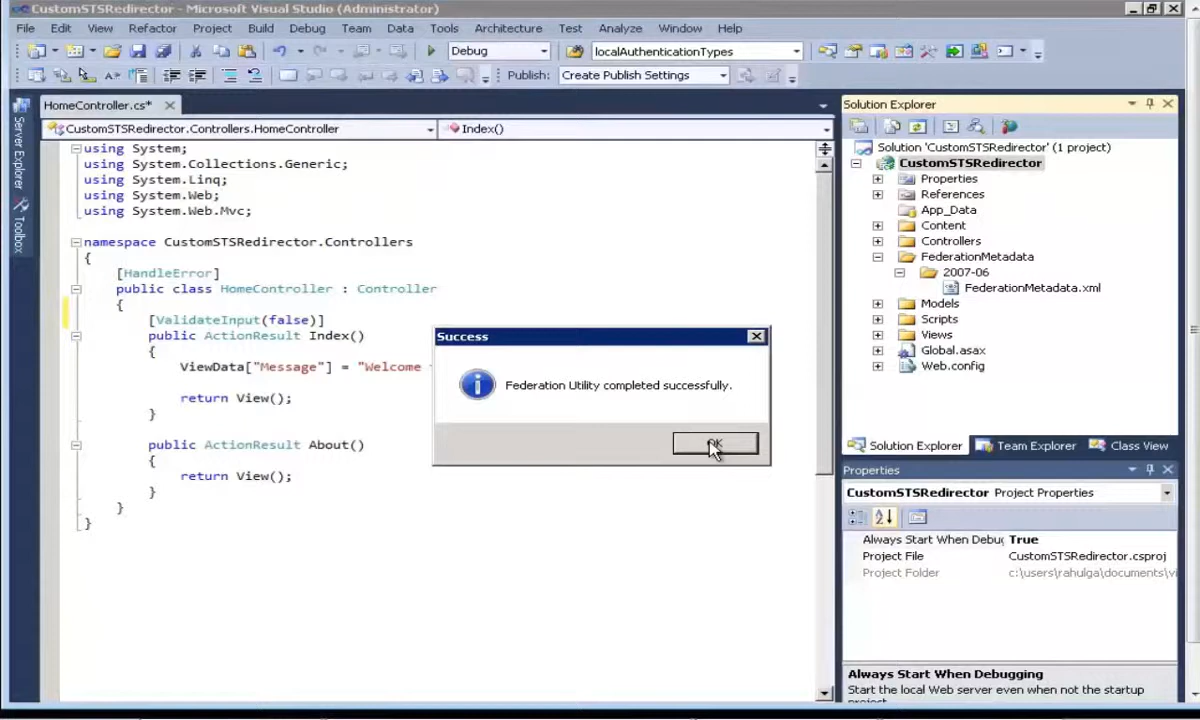 CustomSTSRedirector - Microsoft Visual Studio (Administrator)
File Edit View Refactor Project Build Debug Team Data Tools Architecture Test Analyze Window Help
Debug localAuthenticationTypes
Publish: Create Publish Settings
Server Explorer
Toolbox
HomeController.cs*
CustomSTSRedirector.Controllers.HomeController Index()
using System;
using System.Collections.Generic;
using System.Linq;
using System.Web;
using System.Web.Mvc;
namespace CustomSTSRedirector.Controllers
{
[HandleError]
public class HomeController : Controller
{
[ValidateInput(false)]
public ActionResult Index()
{
ViewData["Message"] = "Welcome
return View();
}
public ActionResult About()
{
return View();
}
}
}
Success
Federation Utility completed successfully.
OK
Solution Explorer
Solution 'CustomSTSRedirector' (1 project)
CustomSTSRedirector
Properties
References
App_Data
Content
Controllers
FederationMetadata
2007-06
FederationMetadata.xml
Models
Scripts
Views
Global.asax
Web.config
Solution Explorer Team Explorer Class View
Properties
CustomSTSRedirector Project Properties
Always Start When Debug True
Project File CustomSTSRedirector.csproj
Project Folder c:\users\rahulga\documents\vi
Always Start When Debugging
Start the local Web server even when not the startup
project.